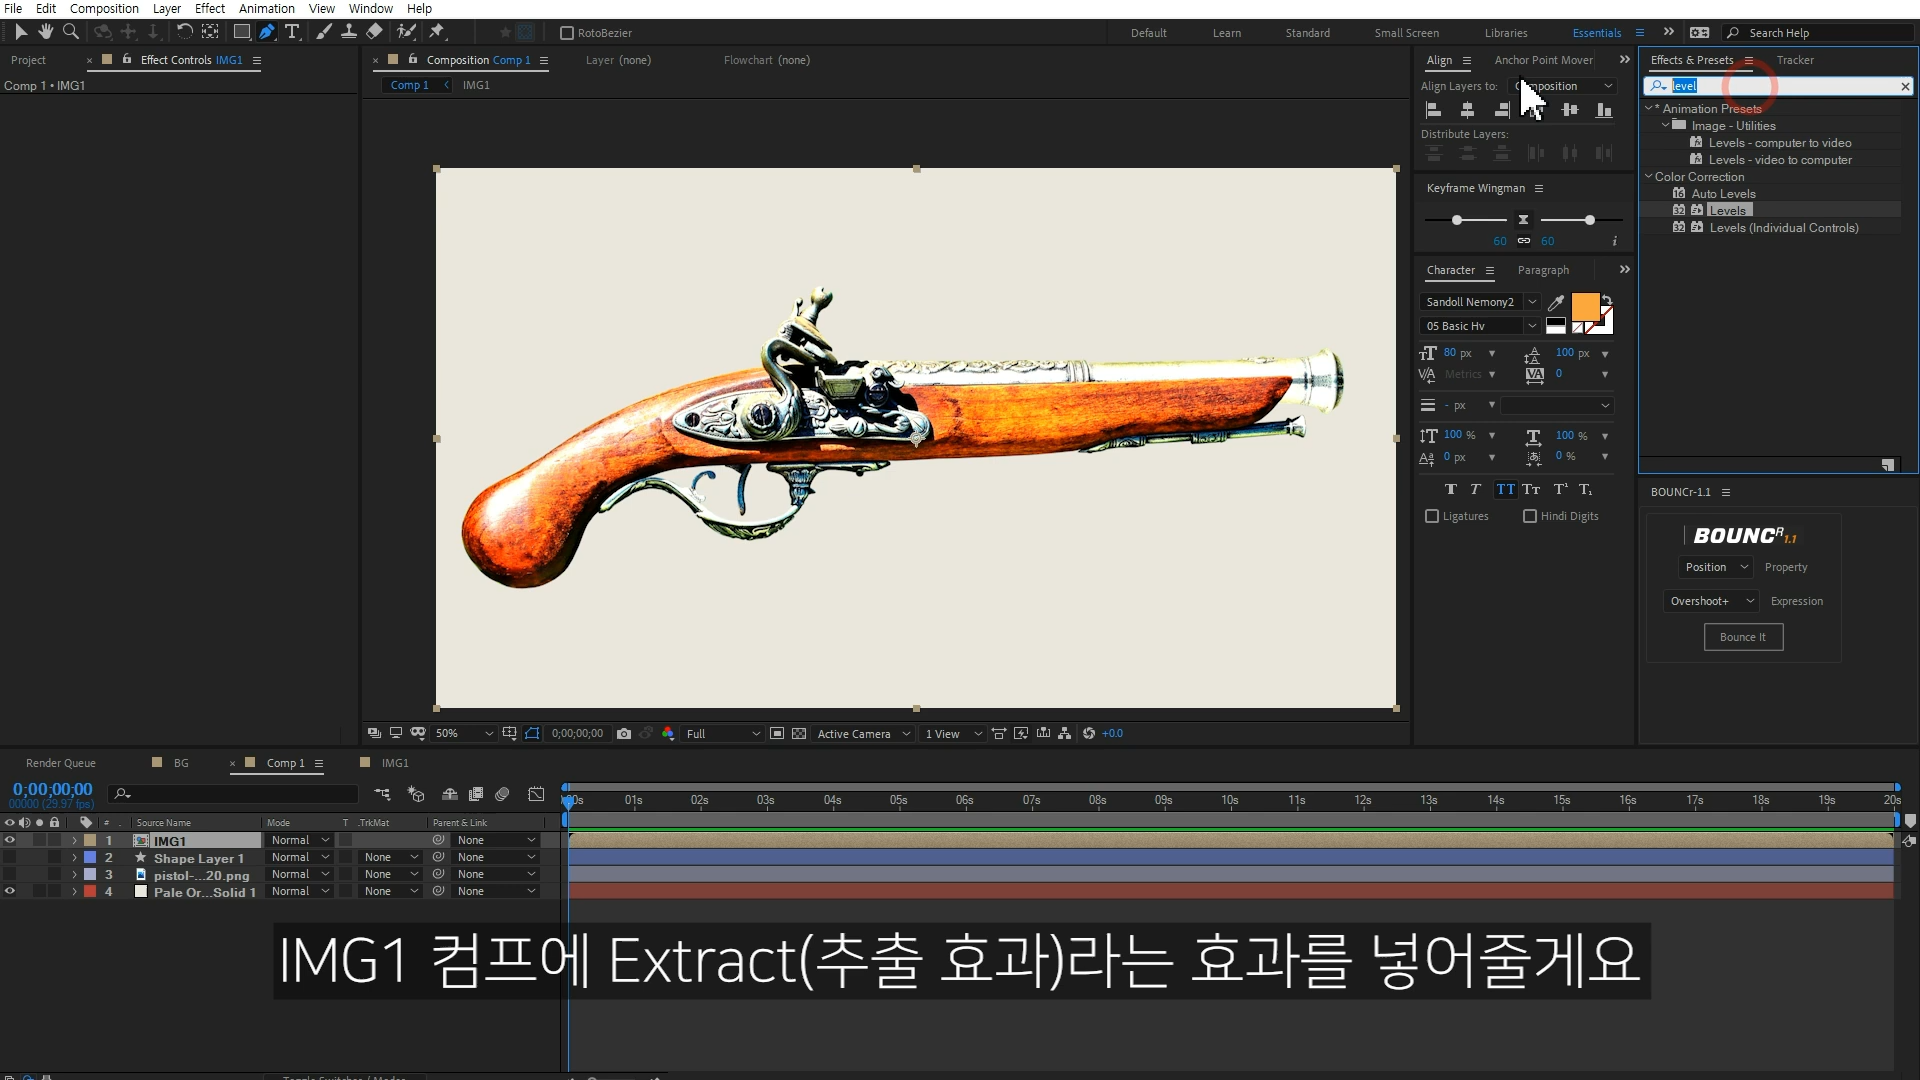 File Edit Composition Layer Effect Animation View Window Help
RotoBezier
Default Learn Standard Small Screen Libraries Essentials Search Help
Project
Effect Controls IMG1
Comp 1 • IMG1
Composition Comp 1
Layer (none)
Flowchart (none)
Comp 1 IMG1
50% 0;00;00;00 Full Active Camera 1 View +0.0
Align Anchor Point Mover
Align Layers to:
Distribute Layers:
Keyframe Wingman
60 60
Character Paragraph
Sandoll Nemony2
05 Basic Hv
80 px 100 px
Metrics 0
- px
100 % 100 %
0 px 0 %
Ligatures Hindi Digits
Effects & Presets Tracker
level
* Animation Presets
Image - Utilities
Levels - computer to video
Levels - video to computer
Color Correction
Auto Levels
Levels
Levels (Individual Controls)
BOUNCr-1.1
BOUNCR 1.1
Position Property
Overshoot+ Expression
Bounce It
Render Queue BG Comp 1 IMG1
0;00;00;00
00000 (29.97 fps)
01s 02s 03s 04s 05s 06s 07s 08s 09s 10s 11s 12s 13s 14s 15s 16s 17s 18s 19s 20s
# Source Name Mode T .TrkMat Parent & Link
1 IMG1 Normal None
2 Shape Layer 1 Normal None None
3 pistol-...20.png Normal None None
4 Pale Or...Solid 1 Normal None None
IMG1 컴프에 Extract(추출 효과)라는 효과를 넣어줄게요